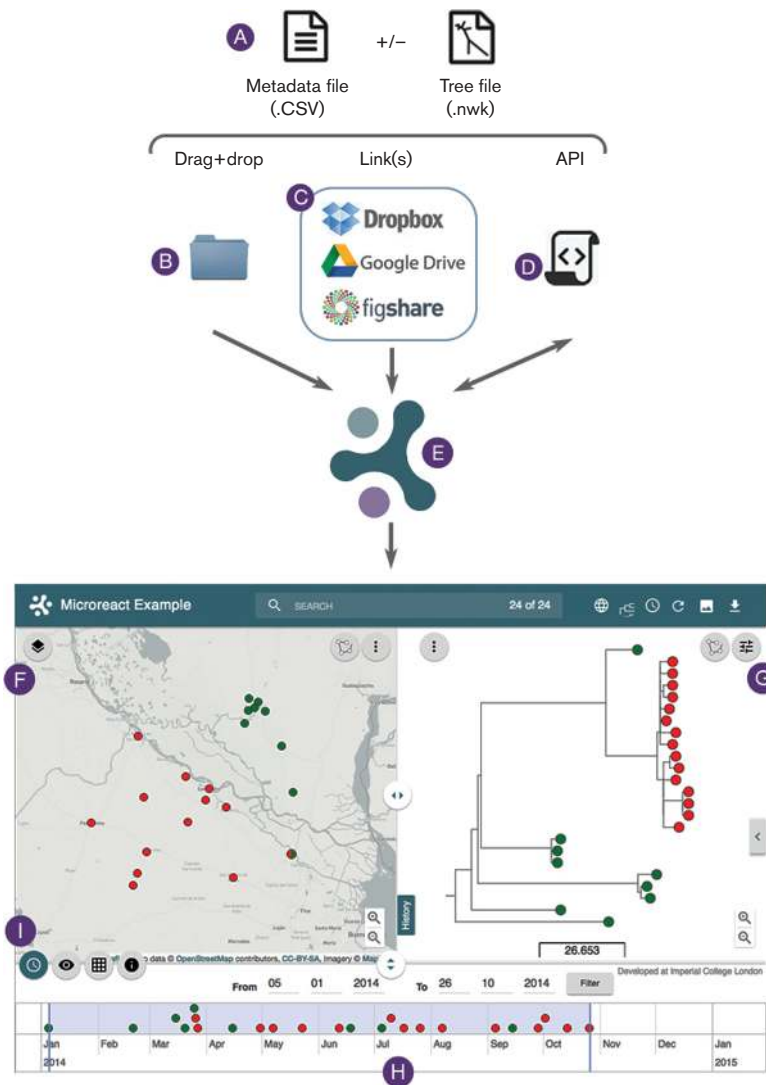 A
+/–
Metadata file
(.CSV)
Tree file
(.nwk)
Drag+drop
Link(s)
API
B
C
Dropbox
Google Drive
figshare
D
E
Microreact Example
SEARCH
24 of 24
F
G
Rosario
History
26.653
I
data © OpenStreetMap contributors, CC-BY-SA, Imagery ©
Developed at Imperial College London
From 05 01 2014 To 26 10 2014 Filter
Jan Feb Mar Apr May Jun Jul Aug Sep Oct Nov Dec Jan
2014 2015
H